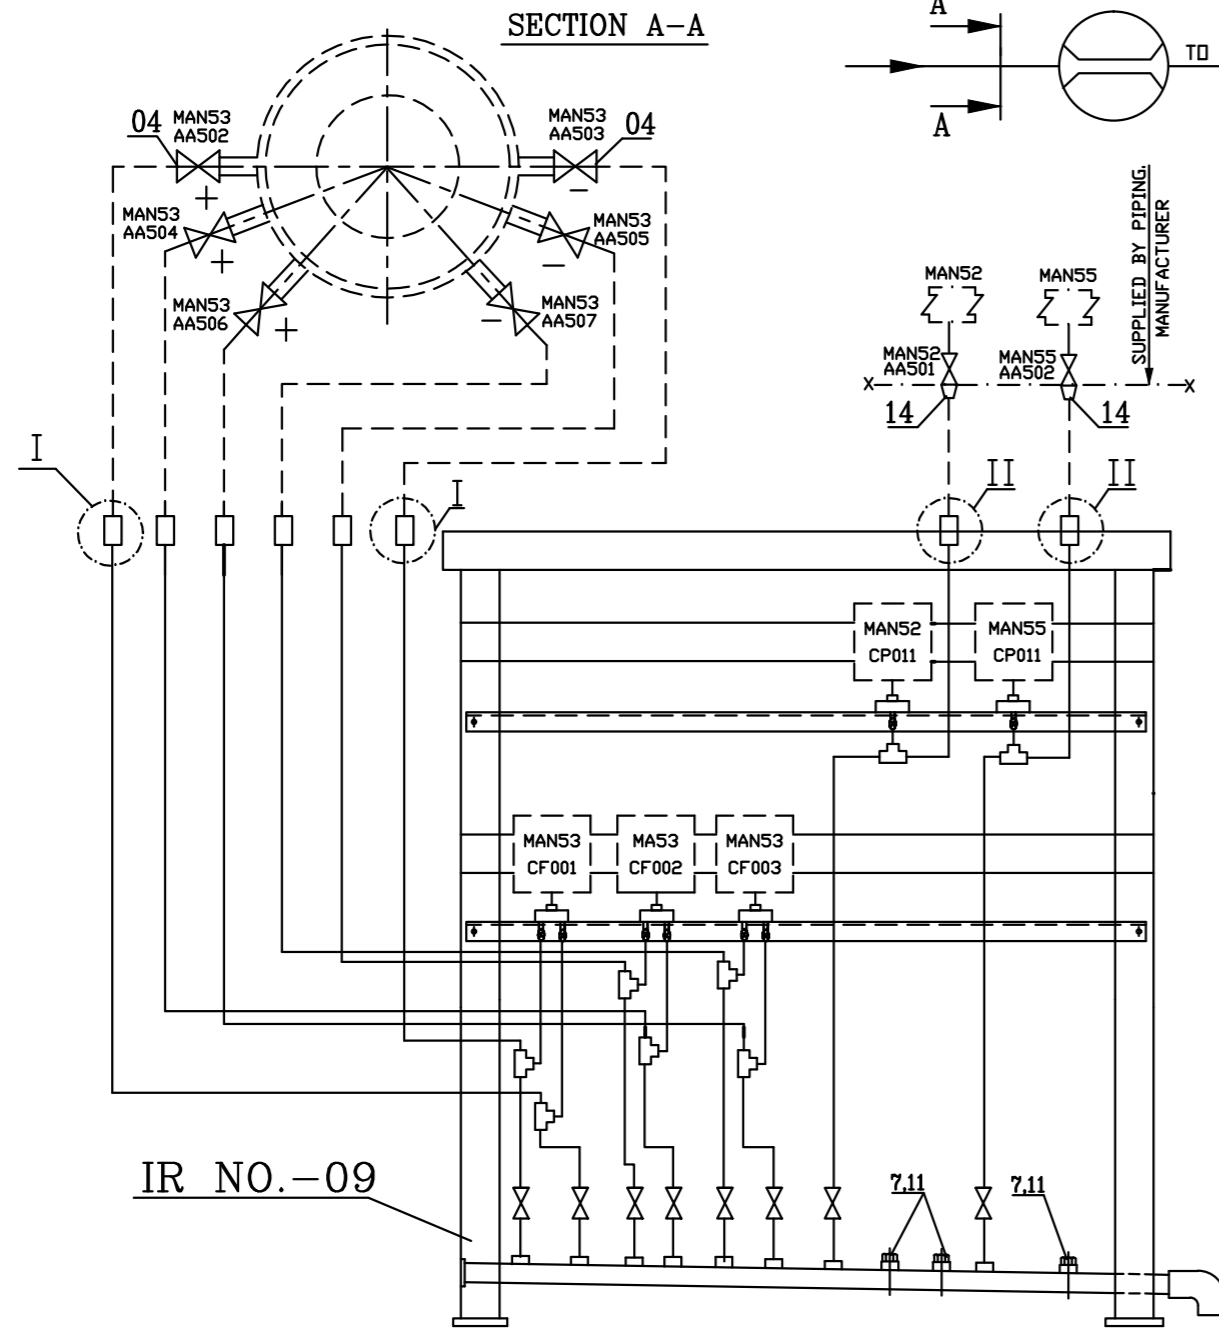 SECTION A-A
A
TO
A
04
MAN53
AA502
MAN53
AA503
04
MAN53
AA504
+
-
MAN53
AA505
+
-
MAN53
AA506
+
-
MAN53
AA507
SUPPLIED BY PIPING.
MANUFACTURER
MAN52
MAN55
MAN52
AA501
MAN55
AA502
X
X
14
14
I
I
II
II
MAN52
CP011
MAN55
CP011
MAN53
CF001
MA53
CF002
MAN53
CF003
IR NO.-09
7,11
7,11